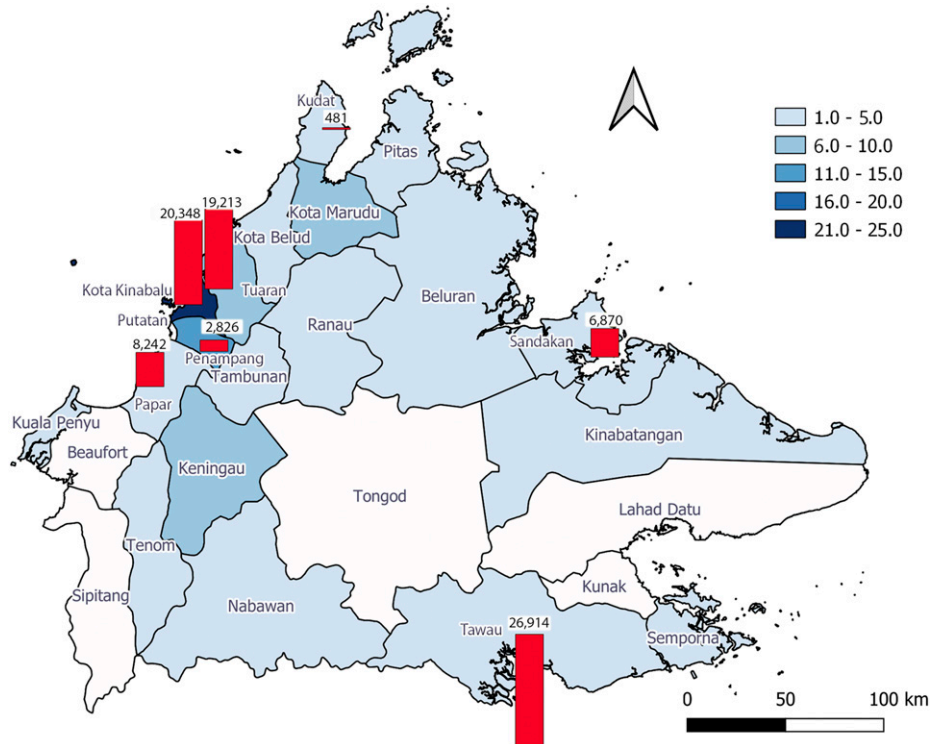 Kudat
481
Pitas
1.0 - 5.0
6.0 - 10.0
11.0 - 15.0
16.0 - 20.0
21.0 - 25.0
Kota Marudu
20,348
19,213
Kota Belud
Kota Kinabalu
Tuaran
Beluran
Putatan
2,826
Ranau
6,870
Sandakan
8,242
Penampang
Tambunan
Papar
Kuala Penyu
Beaufort
Keningau
Kinabatangan
Tongod
Lahad Datu
Tenom
Sipitang
Nabawan
Kunak
Tawau
26,914
Semporna
0 50 100 km